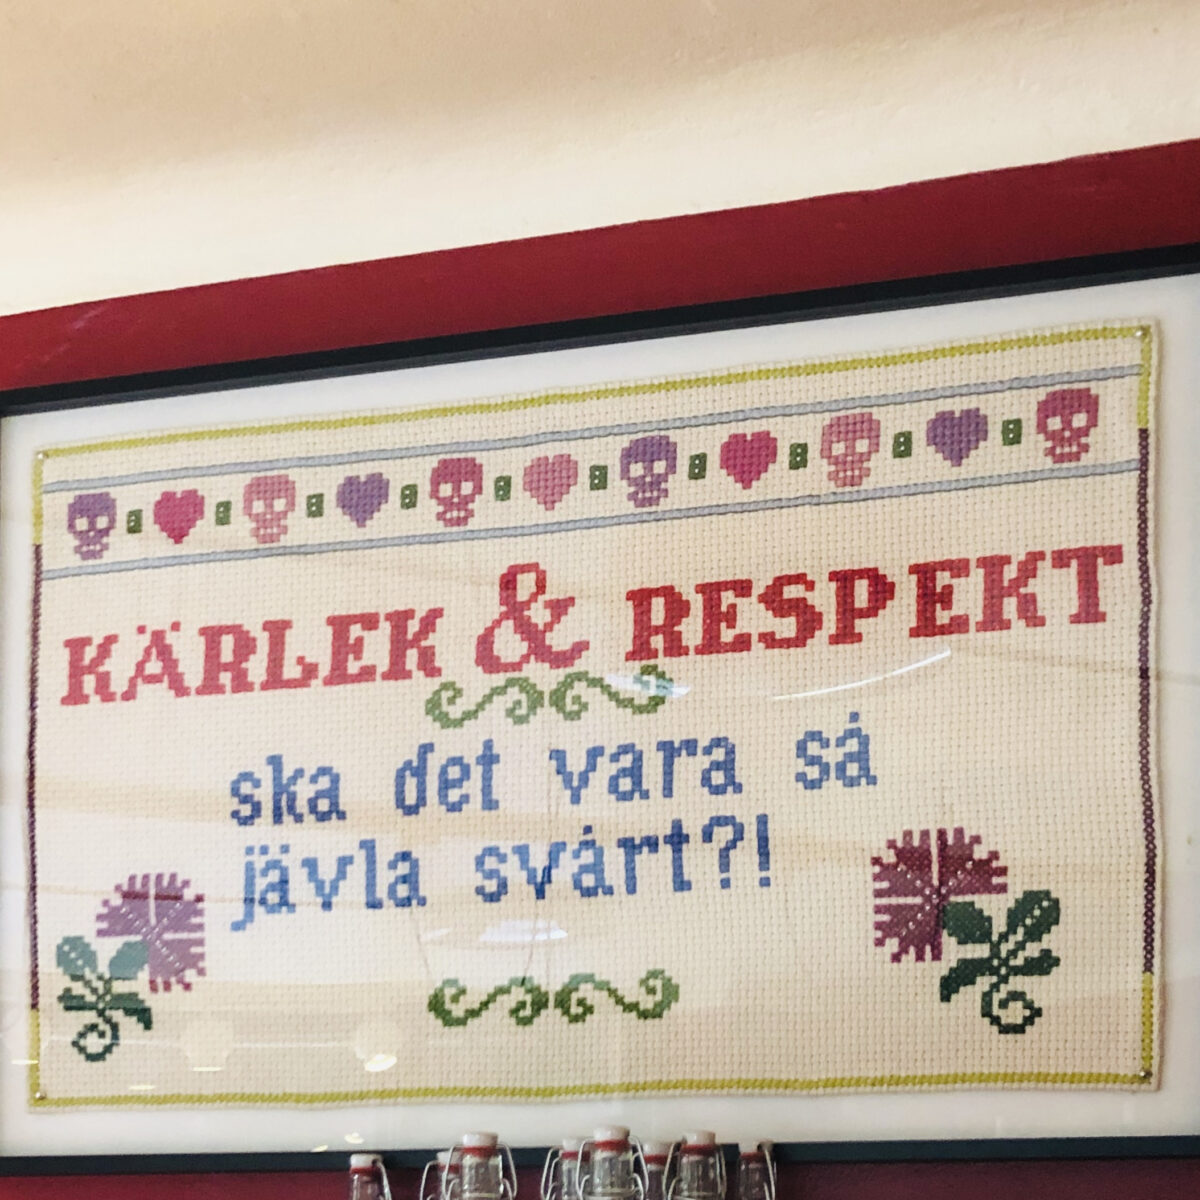 KÄRLEK & RESPEKT
ska det vara så
jävla svårt?!